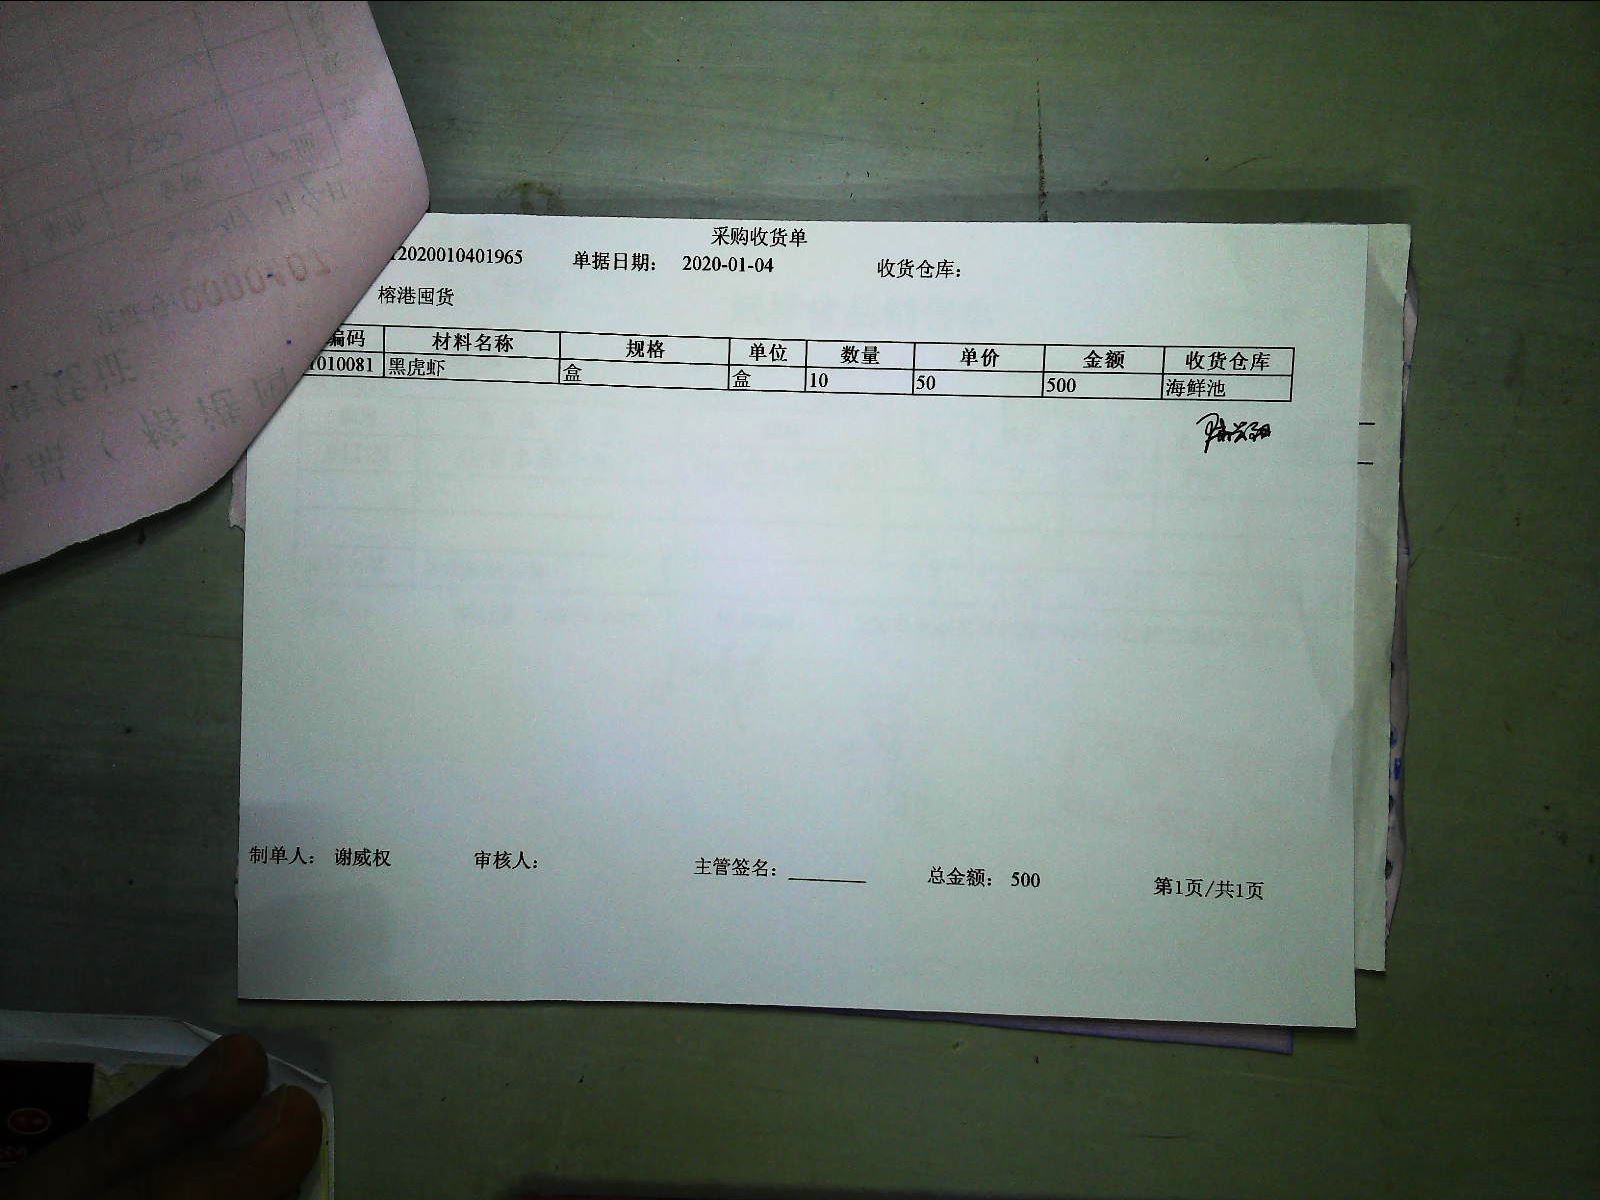 采购收货单
2020010401965 单据日期： 2020-01-04 收货仓库：
榕港囤货
编码 材料名称 规格 单位 数量 单价 金额 收货仓库
1010081 黑虎虾 盒 盒 10 50 500 海鲜池
制单人： 谢威权 审核人： 主管签名： 总金额： 500 第1页/共1页